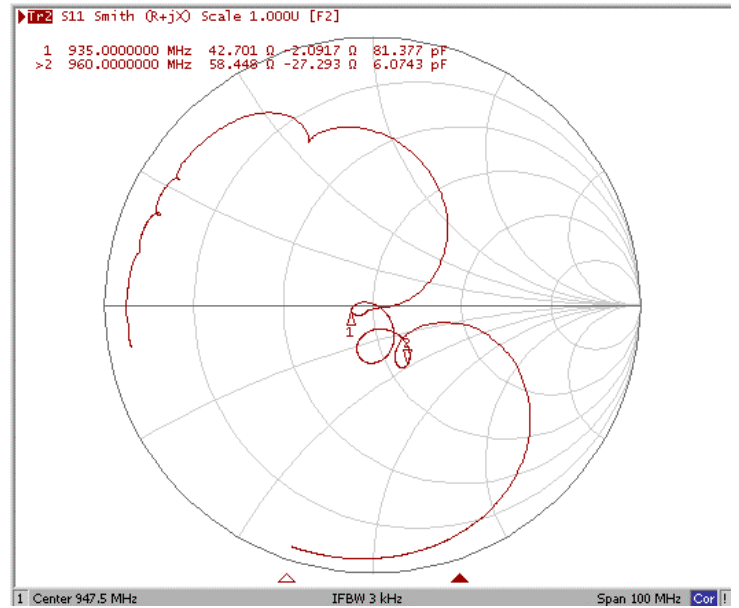 Tr2 S11 Smith (R+jX) Scale 1.000U [F2]
1 935.0000000 MHz 42.701 Ω -2.0917 Ω 81.377 pF
>2 960.0000000 MHz 58.448 Ω -27.293 Ω 6.0743 pF
1
1 Center 947.5 MHz IFBW 3 kHz Span 100 MHz Cor !